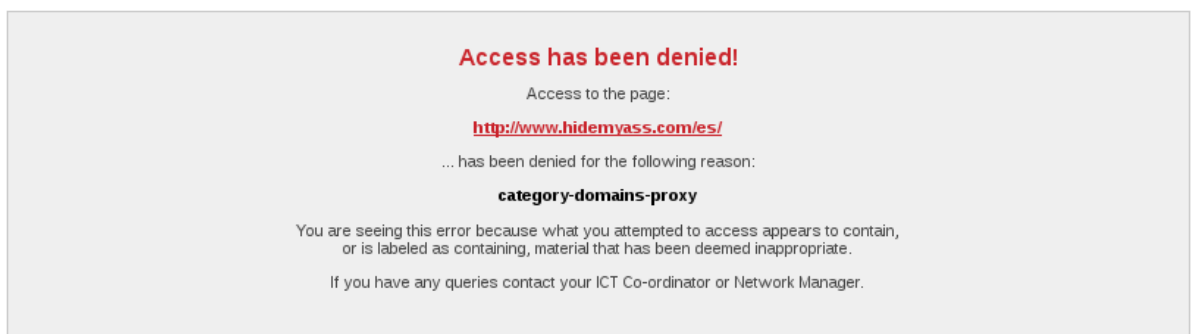 Access has been denied!
Access to the page:
http://www.hidemyass.com/es/
... has been denied for the following reason:
category-domains-proxy
You are seeing this error because what you attempted to access appears to contain,
or is labeled as containing, material that has been deemed inappropriate.
If you have any queries contact your ICT Co-ordinator or Network Manager.